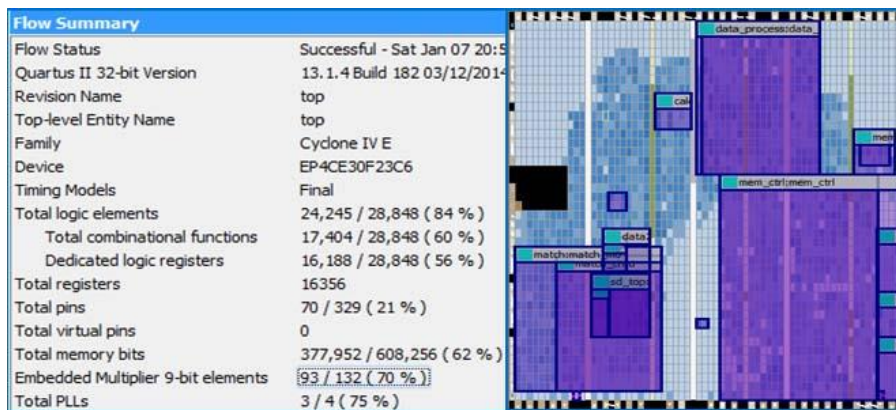 Flow Summary
Flow Status Successful - Sat Jan 07 20:5
Quartus II 32-bit Version 13.1.4 Build 182 03/12/2014
Revision Name top
Top-level Entity Name top
Family Cyclone IV E
Device EP4CE30F23C6
Timing Models Final
Total logic elements 24,245 / 28,848 ( 84 % )
Total combinational functions 17,404 / 28,848 ( 60 % )
Dedicated logic registers 16,188 / 28,848 ( 56 % )
Total registers 16356
Total pins 70 / 329 ( 21 % )
Total virtual pins 0
Total memory bits 377,952 / 608,256 ( 62 % )
Embedded Multiplier 9-bit elements 93 / 132 ( 70 % )
Total PLLs 3 / 4 ( 75 % )
data_process:data_
cal
mem
mem_ctrl:mem_ctrl
match:match
sd_top